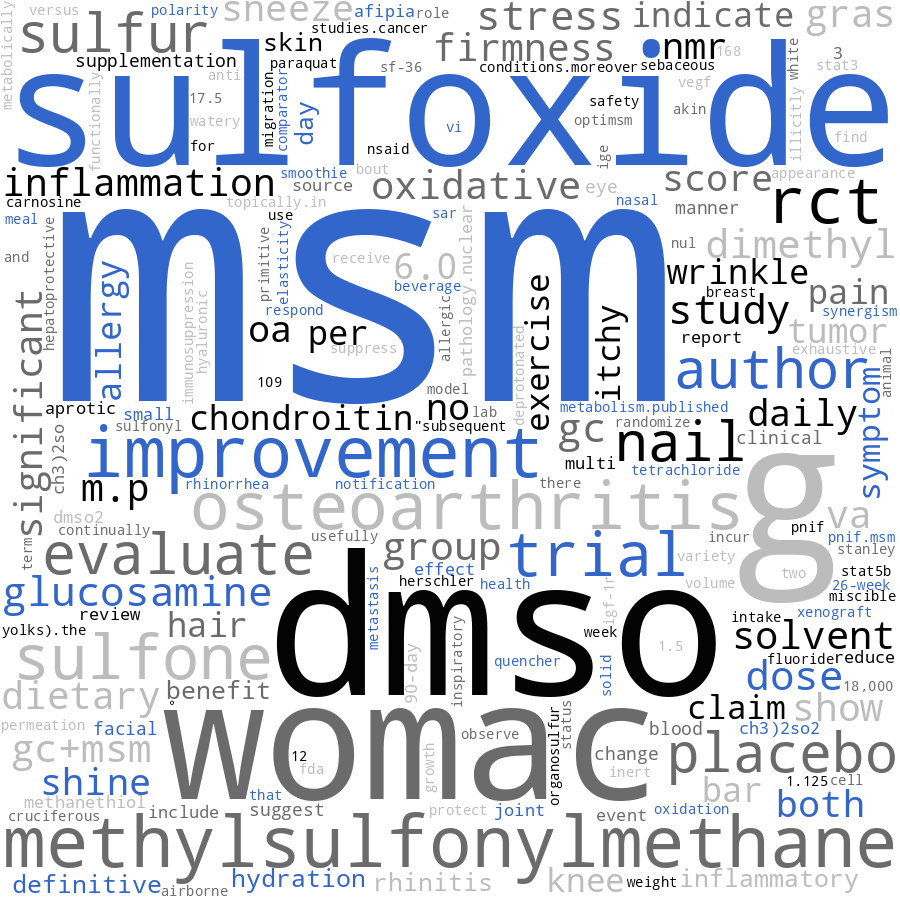 metabolically
versus
polarity
sneeze
afipia
role
studies.cancer
stress
indicate
gras
sulfur
skin
firmness
nmr
168
white
3
stat3
supplementation
paraquat
sf-36
conditions.moreover
sebaceous
anti
functionally
sulfoxide
17.5
migration
comparator
day
vegf
safety
akin
illicitly
watery
vi
optimsm
find
for
nsaid
ige
inflammation
smoothie
source
bout
oxidative
eye
score
appearance
carnosine
topically.in
nasal
manner
rct
meal
use
sar
msm
hepatoprotective
primitive
elasticity
pathology.nuclear
nul
dimethyl
and
receive
6.0
wrinkle
allergy
immunosuppression
hyaluronic
beverage
exercise
breast
pain
respond
allergic
itchy
study
synergism
significant
oa
per
suppress
deprotonated
report
tumor
exhaustive
animal
109
model
author
aprotic
small
chondroitin
no
lab
metabolism.published
daily
symptom
sulfonyl
"subsequent
gc
randomize
nail
clinical
ch3)2so
improvement
multi
tetrachloride
m.p
rhinorrhea
notification
there
g
dmso2
osteoarthritis
va
continually
usefully
incur
pnif
pnif.msm
term
evaluate
group
trial
variety
stanley
effect
two
stat5b
glucosamine
metastasis
herschler
health
igf-1r
volume
26-week
miscible
review
dmso
xenograft
yolks).the
hair
inspiratory
week
intake
solvent
sulfone
90-day
quencher
solid
1.5
fluoride
reduce
dietary
benefit
dose
18,000
°
womac
organosulfur
status
claim
show
permeation
facial
observe
blood
ch3)2so2
gc+msm
12
fda
growth
change
placebo
shine
inert
bar
1.125
cell
methanethiol
that
both
cruciferous
include
suggest
protect
joint
event
oxidation
methylsulfonylmethane
definitive
airborne
hydration
rhinitis
knee
weight
inflammatory